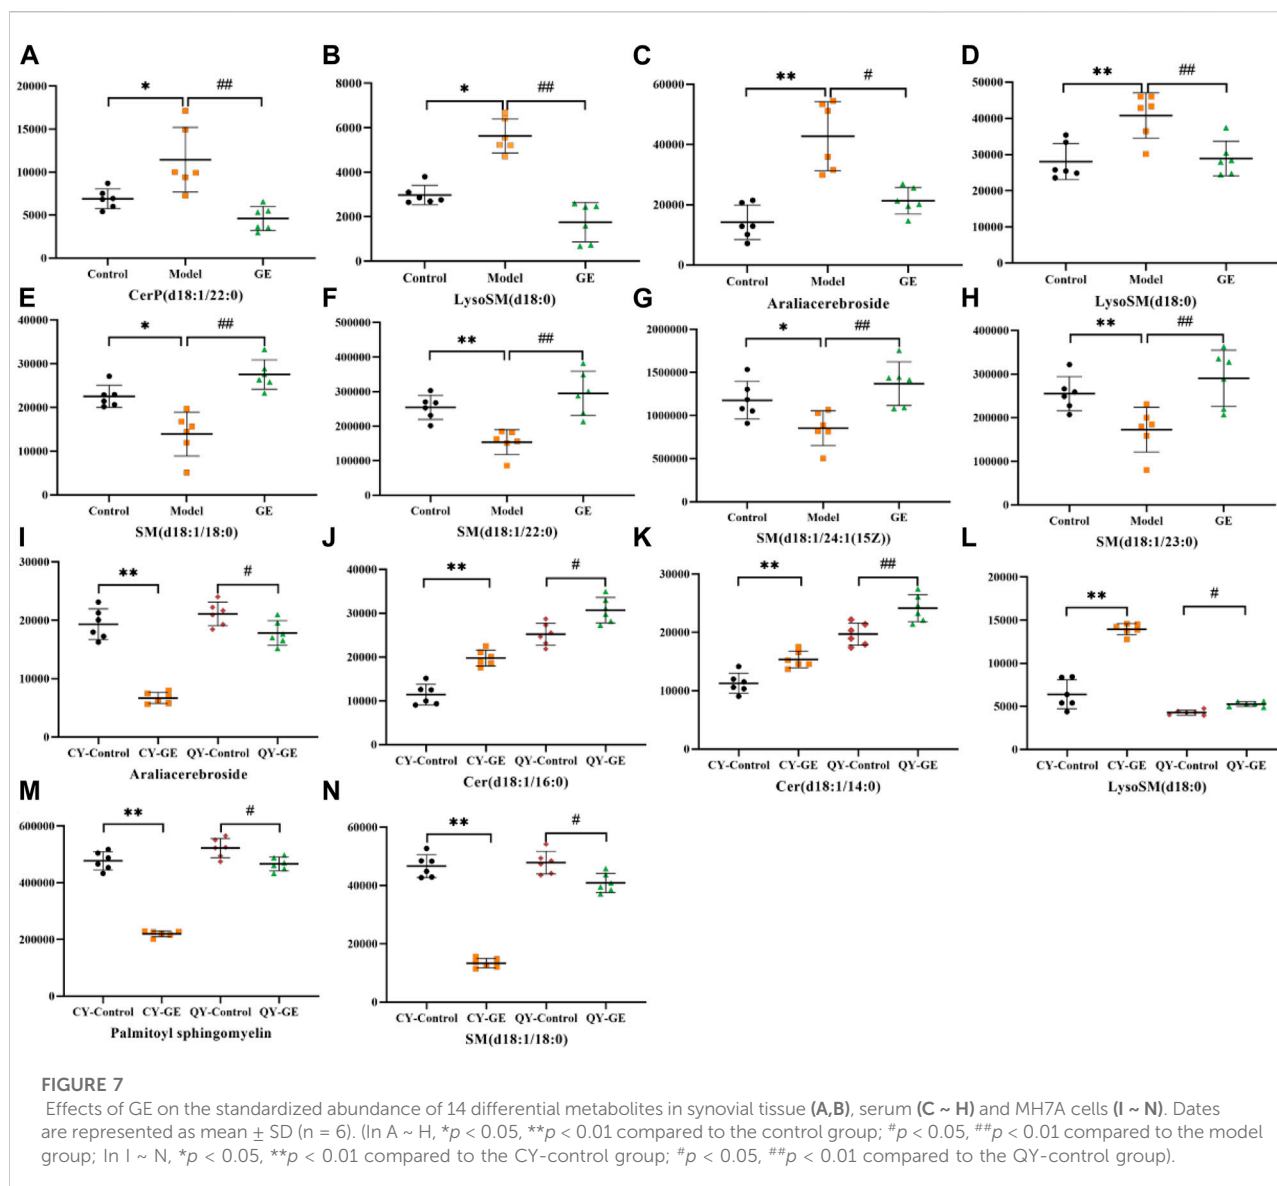 A
20000
15000
10000
5000
0
* ##
Control Model GE
CerP(d18:1/22:0)
B
8000
6000
4000
2000
0
* ##
Control Model GE
LysoSM(d18:0)
C
60000
40000
20000
0
** #
Control Model GE
Araliacerebroside
D
50000
40000
30000
20000
10000
0
** ##
Control Model GE
LysoSM(d18:0)
E
40000
30000
20000
10000
0
* ##
Control Model GE
SM(d18:1/18:0)
F
500000
400000
300000
200000
100000
0
** ##
Control Model GE
SM(d18:1/22:0)
G
2000000
1500000
1000000
500000
0
* ##
Control Model GE
SM(d18:1/24:1(15Z))
H
400000
300000
200000
100000
0
** ##
Control Model GE
SM(d18:1/23:0)
I
30000
20000
10000
0
** #
CY-Control CY-GE QY-Control QY-GE
Araliacerebroside
J
40000
30000
20000
10000
0
** #
CY-Control CY-GE QY-Control QY-GE
Cer(d18:1/16:0)
K
30000
20000
10000
0
** ##
CY-Control CY-GE QY-Control QY-GE
Cer(d18:1/14:0)
L
20000
15000
10000
5000
0
** #
CY-Control CY-GE QY-Control QY-GE
LysoSM(d18:0)
M
600000
400000
200000
0
** #
CY-Control CY-GE QY-Control QY-GE
Palmitoyl sphingomyelin
N
60000
40000
20000
0
** #
CY-Control CY-GE QY-Control QY-GE
SM(d18:1/18:0)
FIGURE 7
Effects of GE on the standardized abundance of 14 differential metabolites in synovial tissue (A,B), serum (C ~ H) and MH7A cells (I ~ N). Dates
are represented as mean ± SD (n = 6). (In A ~ H, *p < 0.05, **p < 0.01 compared to the control group; #p < 0.05, ##p < 0.01 compared to the model
group; In I ~ N, *p < 0.05, **p < 0.01 compared to the CY-control group; #p < 0.05, ##p < 0.01 compared to the QY-control group).